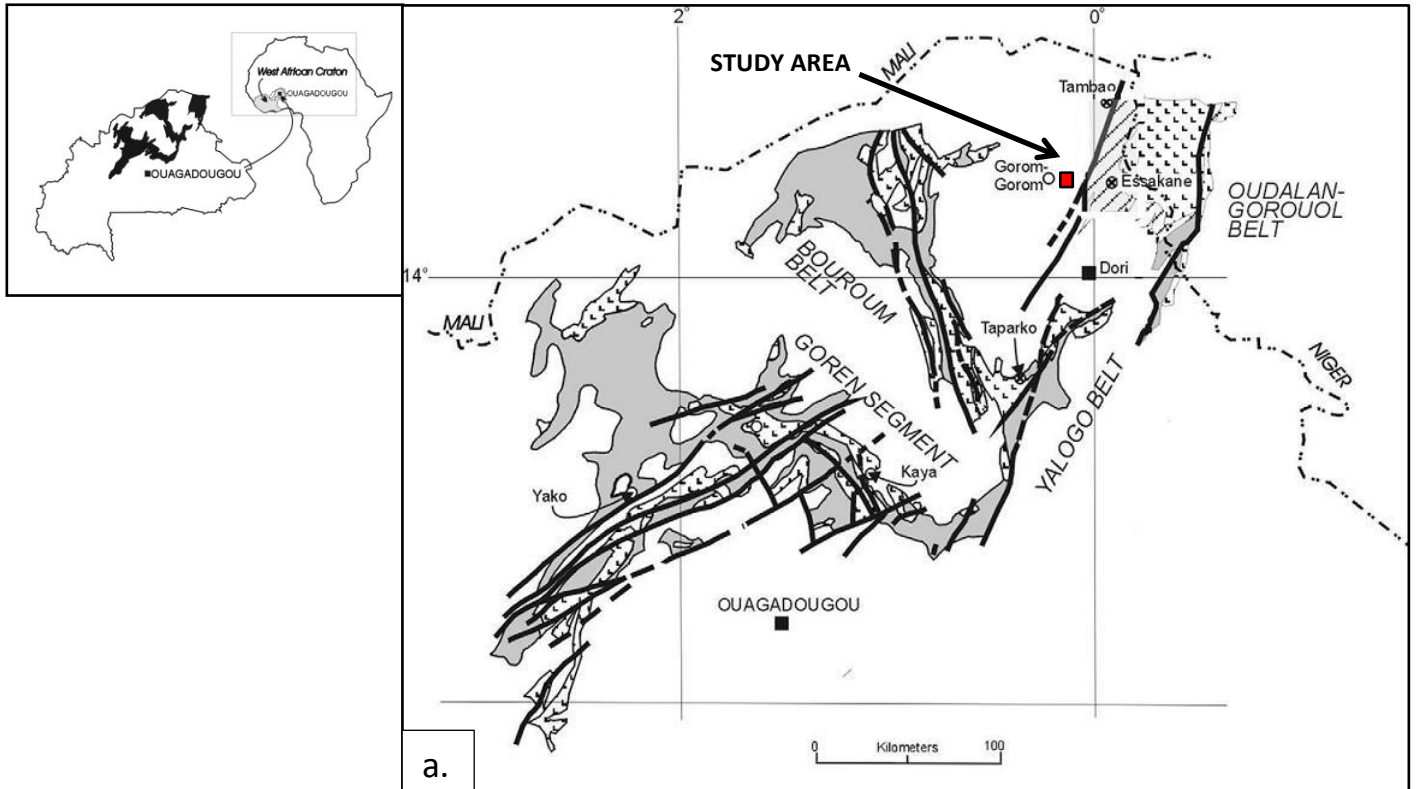 West African Craton
OUAGADOUGOU
OUAGADOUGOU
2°
0°
STUDY AREA
MALI
Tambao
Gorom-
Gorom
Essakane
OUDALAN-
GOROUOL
BELT
BOUROUM
BELT
14°
Dori
MALI
Taparko
NIGER
GOREN SEGMENT
YALOGO BELT
Kaya
Yako
OUAGADOUGOU
0 Kilometers 100
a.